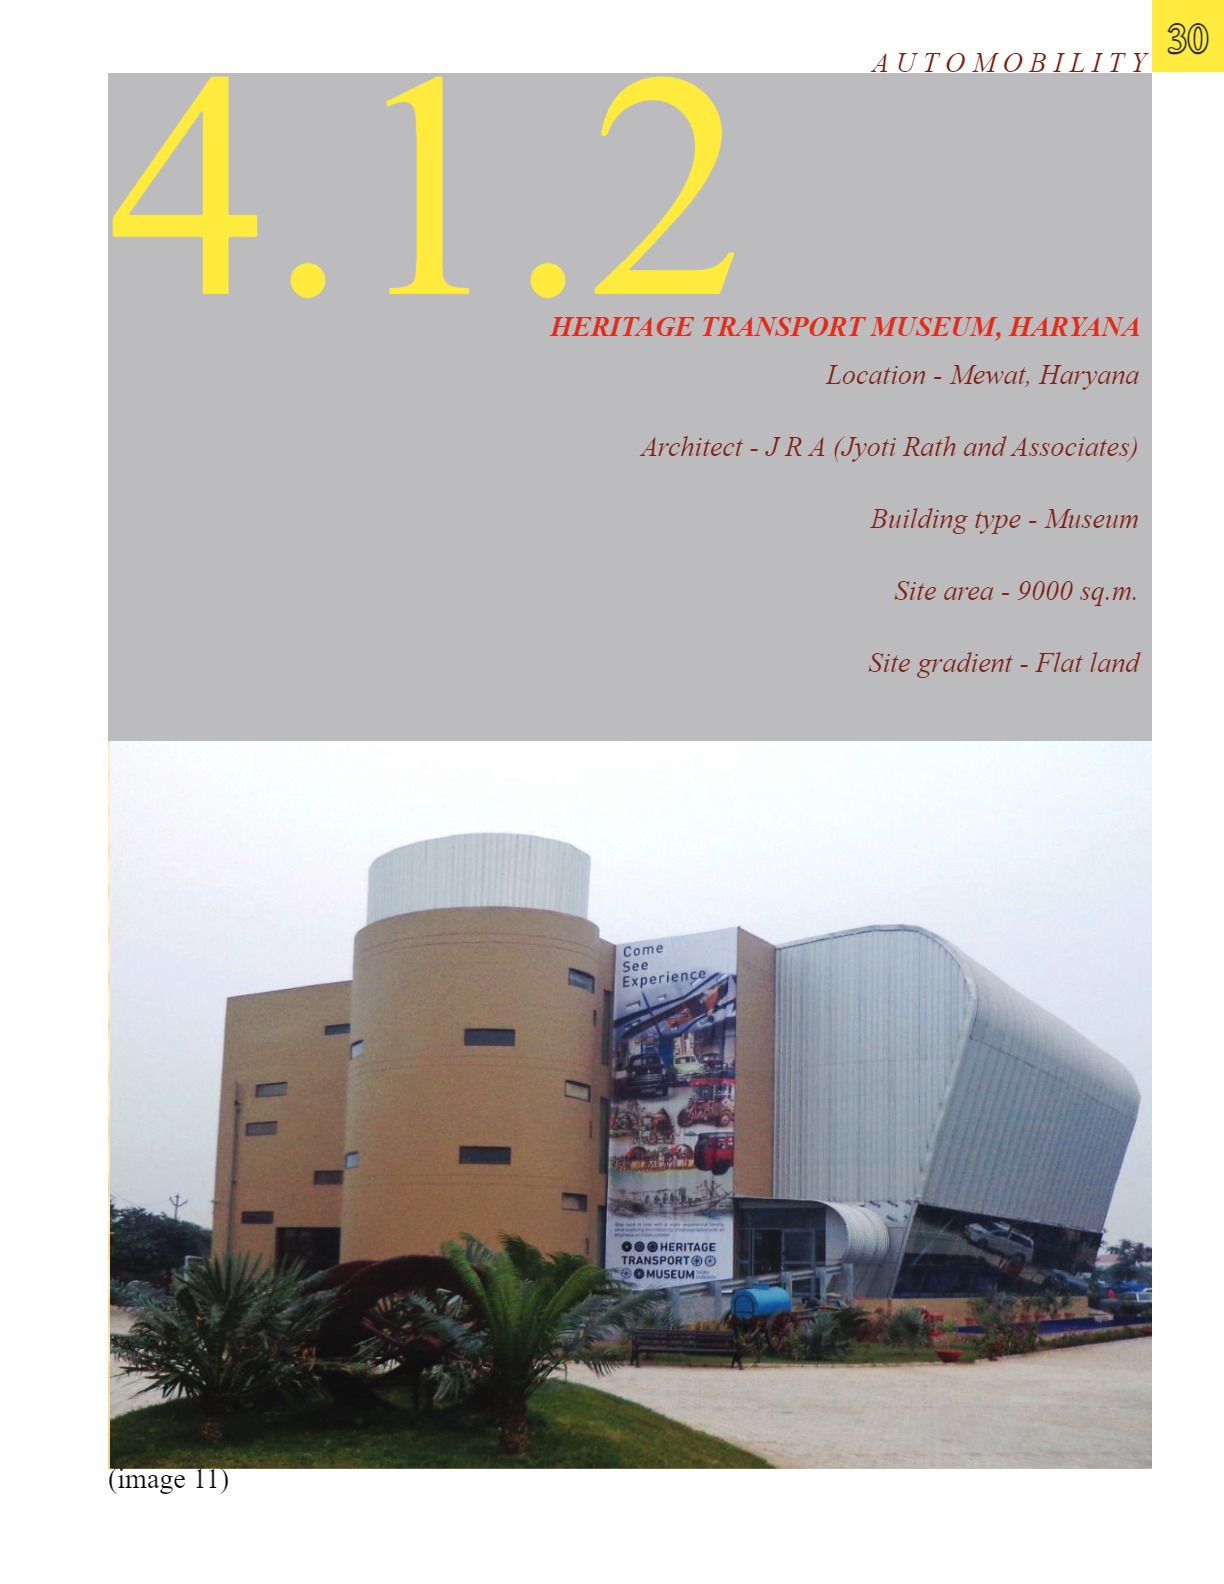 30
AUTOMOBILITY
4.1.2
HERITAGE TRANSPORT MUSEUM, HARYANA
Location - Mewat, Haryana
Architect - J R A (Jyoti Rath and Associates)
Building type - Museum
Site area - 9000 sq.m.
Site gradient - Flat land
Come
See
Experience
HERITAGE
TRANSPORT
MUSEUM
(image 11)